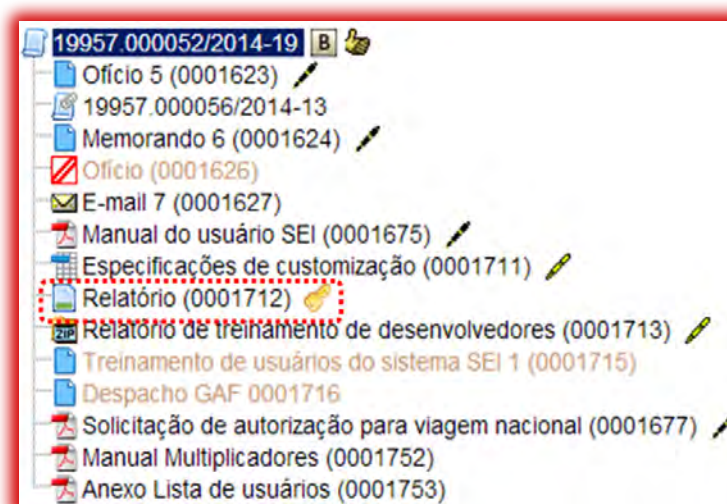 19957.000052/2014-19 B
Ofício 5 (0001623)
19957.000056/2014-13
Memorando 6 (0001624)
Ofício (0001626)
E-mail 7 (0001627)
Manual do usuário SEI (0001675)
Especificações de customização (0001711)
Relatório (0001712)
ZIP Relatório de treinamento de desenvolvedores (0001713)
Treinamento de usuários do sistema SEI 1 (0001715)
Despacho GAF 0001716
Solicitação de autorização para viagem nacional (0001677)
Manual Multiplicadores (0001752)
Anexo Lista de usuários (0001753)